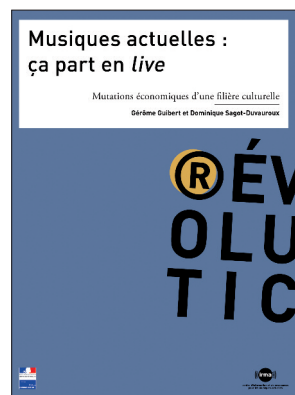 Musiques actuelles :
ça part en live
Mutations économiques d'une filière culturelle
Gérôme Guibert et Dominique Sagot-Duvauroux
® ÉV
OLU
TIC
irma